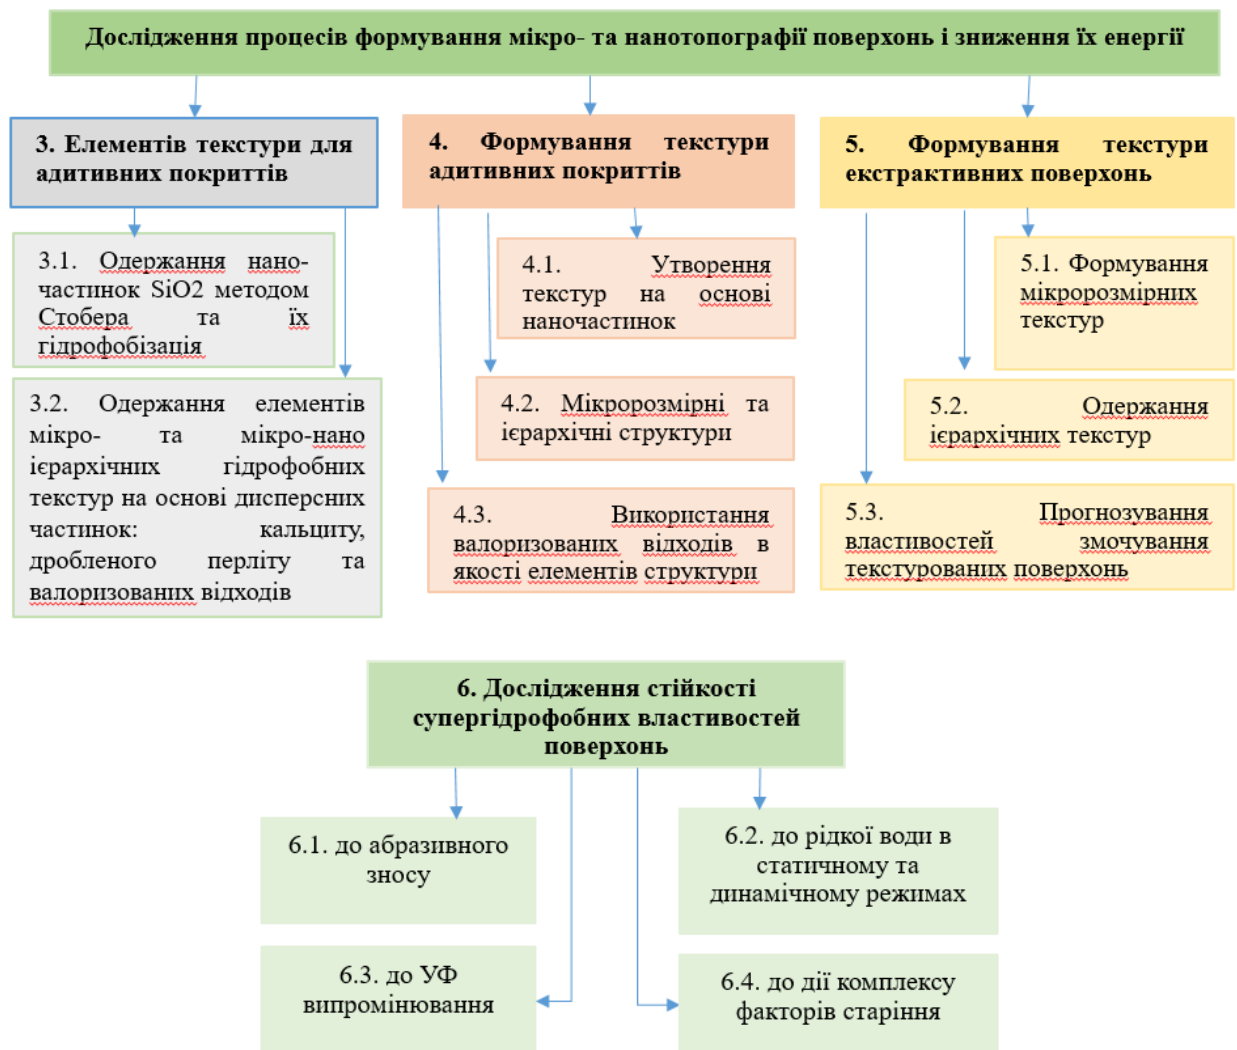 Дослідження процесів формування мікро- та нанотопографії поверхонь і зниження їх енергії
3. Елементів текстури для
адитивних покриттів
4. Формування текстури
адитивних покриттів
5. Формування текстури
екстрактивних поверхонь
3.1. Одержання нано-
частинок SiO2 методом
Стобера та їх
гідрофобізація
3.2. Одержання елементів
мікро- та мікро-нано
ієрархічних гідрофобних
текстур на основі дисперсних
частинок: кальциту,
дробленого перліту та
валоризованих відходів
4.1. Утворення
текстур на основі
наночастинок
4.2. Мікророзмірні та
ієрархічні структури
4.3. Використання
валоризованих відходів в
якості елементів структури
5.1. Формування
мікророзмірних
текстур
5.2. Одержання
ієрархічних текстур
5.3. Прогнозування
властивостей змочування
текстурованих поверхонь
6. Дослідження стійкості
супергідрофобних властивостей
поверхонь
6.1. до абразивного
зносу
6.2. до рідкої води в
статичному та
динамічному режимах
6.3. до УФ
випромінювання
6.4. до дії комплексу
факторів старіння